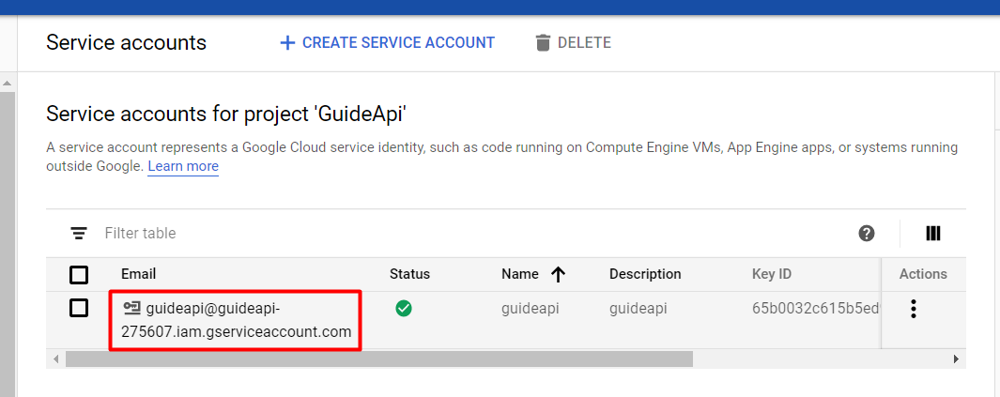 Service accounts
CREATE SERVICE ACCOUNT
DELETE
Service accounts for project 'GuideApi'
A service account represents a Google Cloud service identity, such as code running on Compute Engine VMs, App Engine apps, or systems running
outside Google. Learn more
Filter table
Email Status Name Description Key ID Actions
guideapi@guideapi-
275607.iam.gserviceaccount.com
guideapi guideapi 65b0032c615b5ed